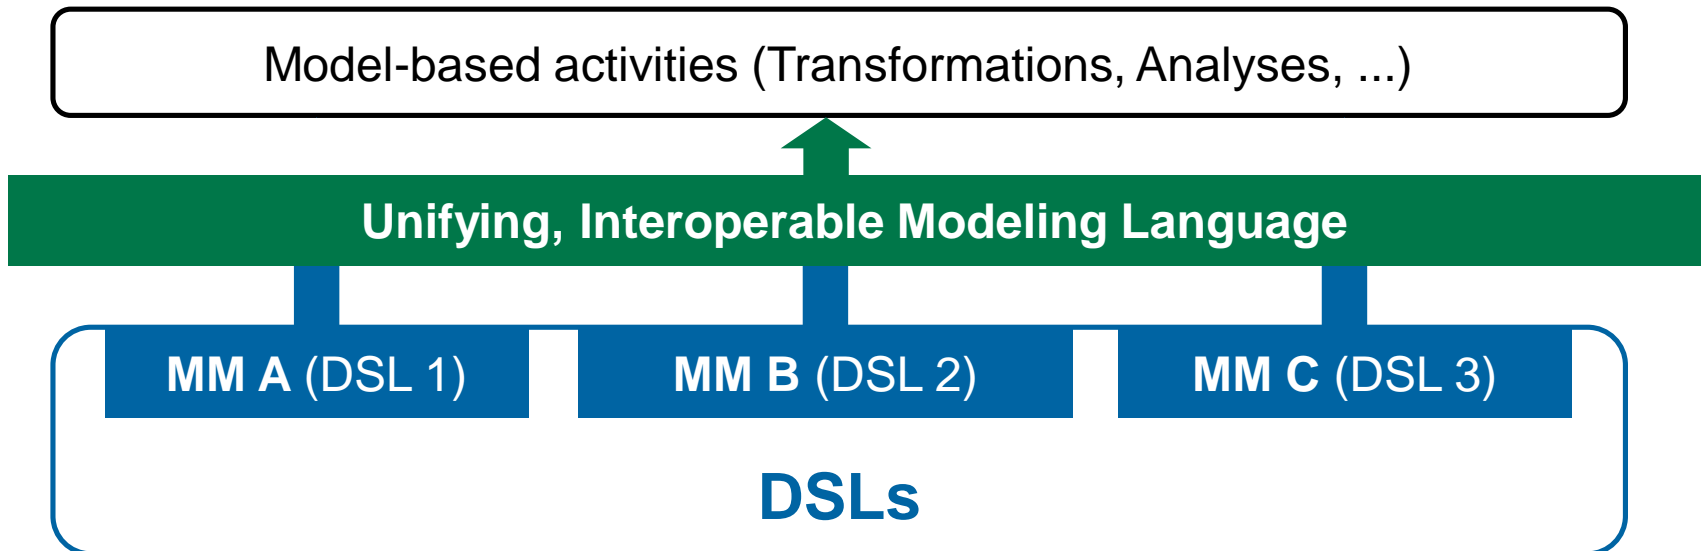 Model-based activities (Transformations, Analyses, ...)
Unifying, Interoperable Modeling Language
MM A (DSL 1)
MM B (DSL 2)
MM C (DSL 3)
DSLs